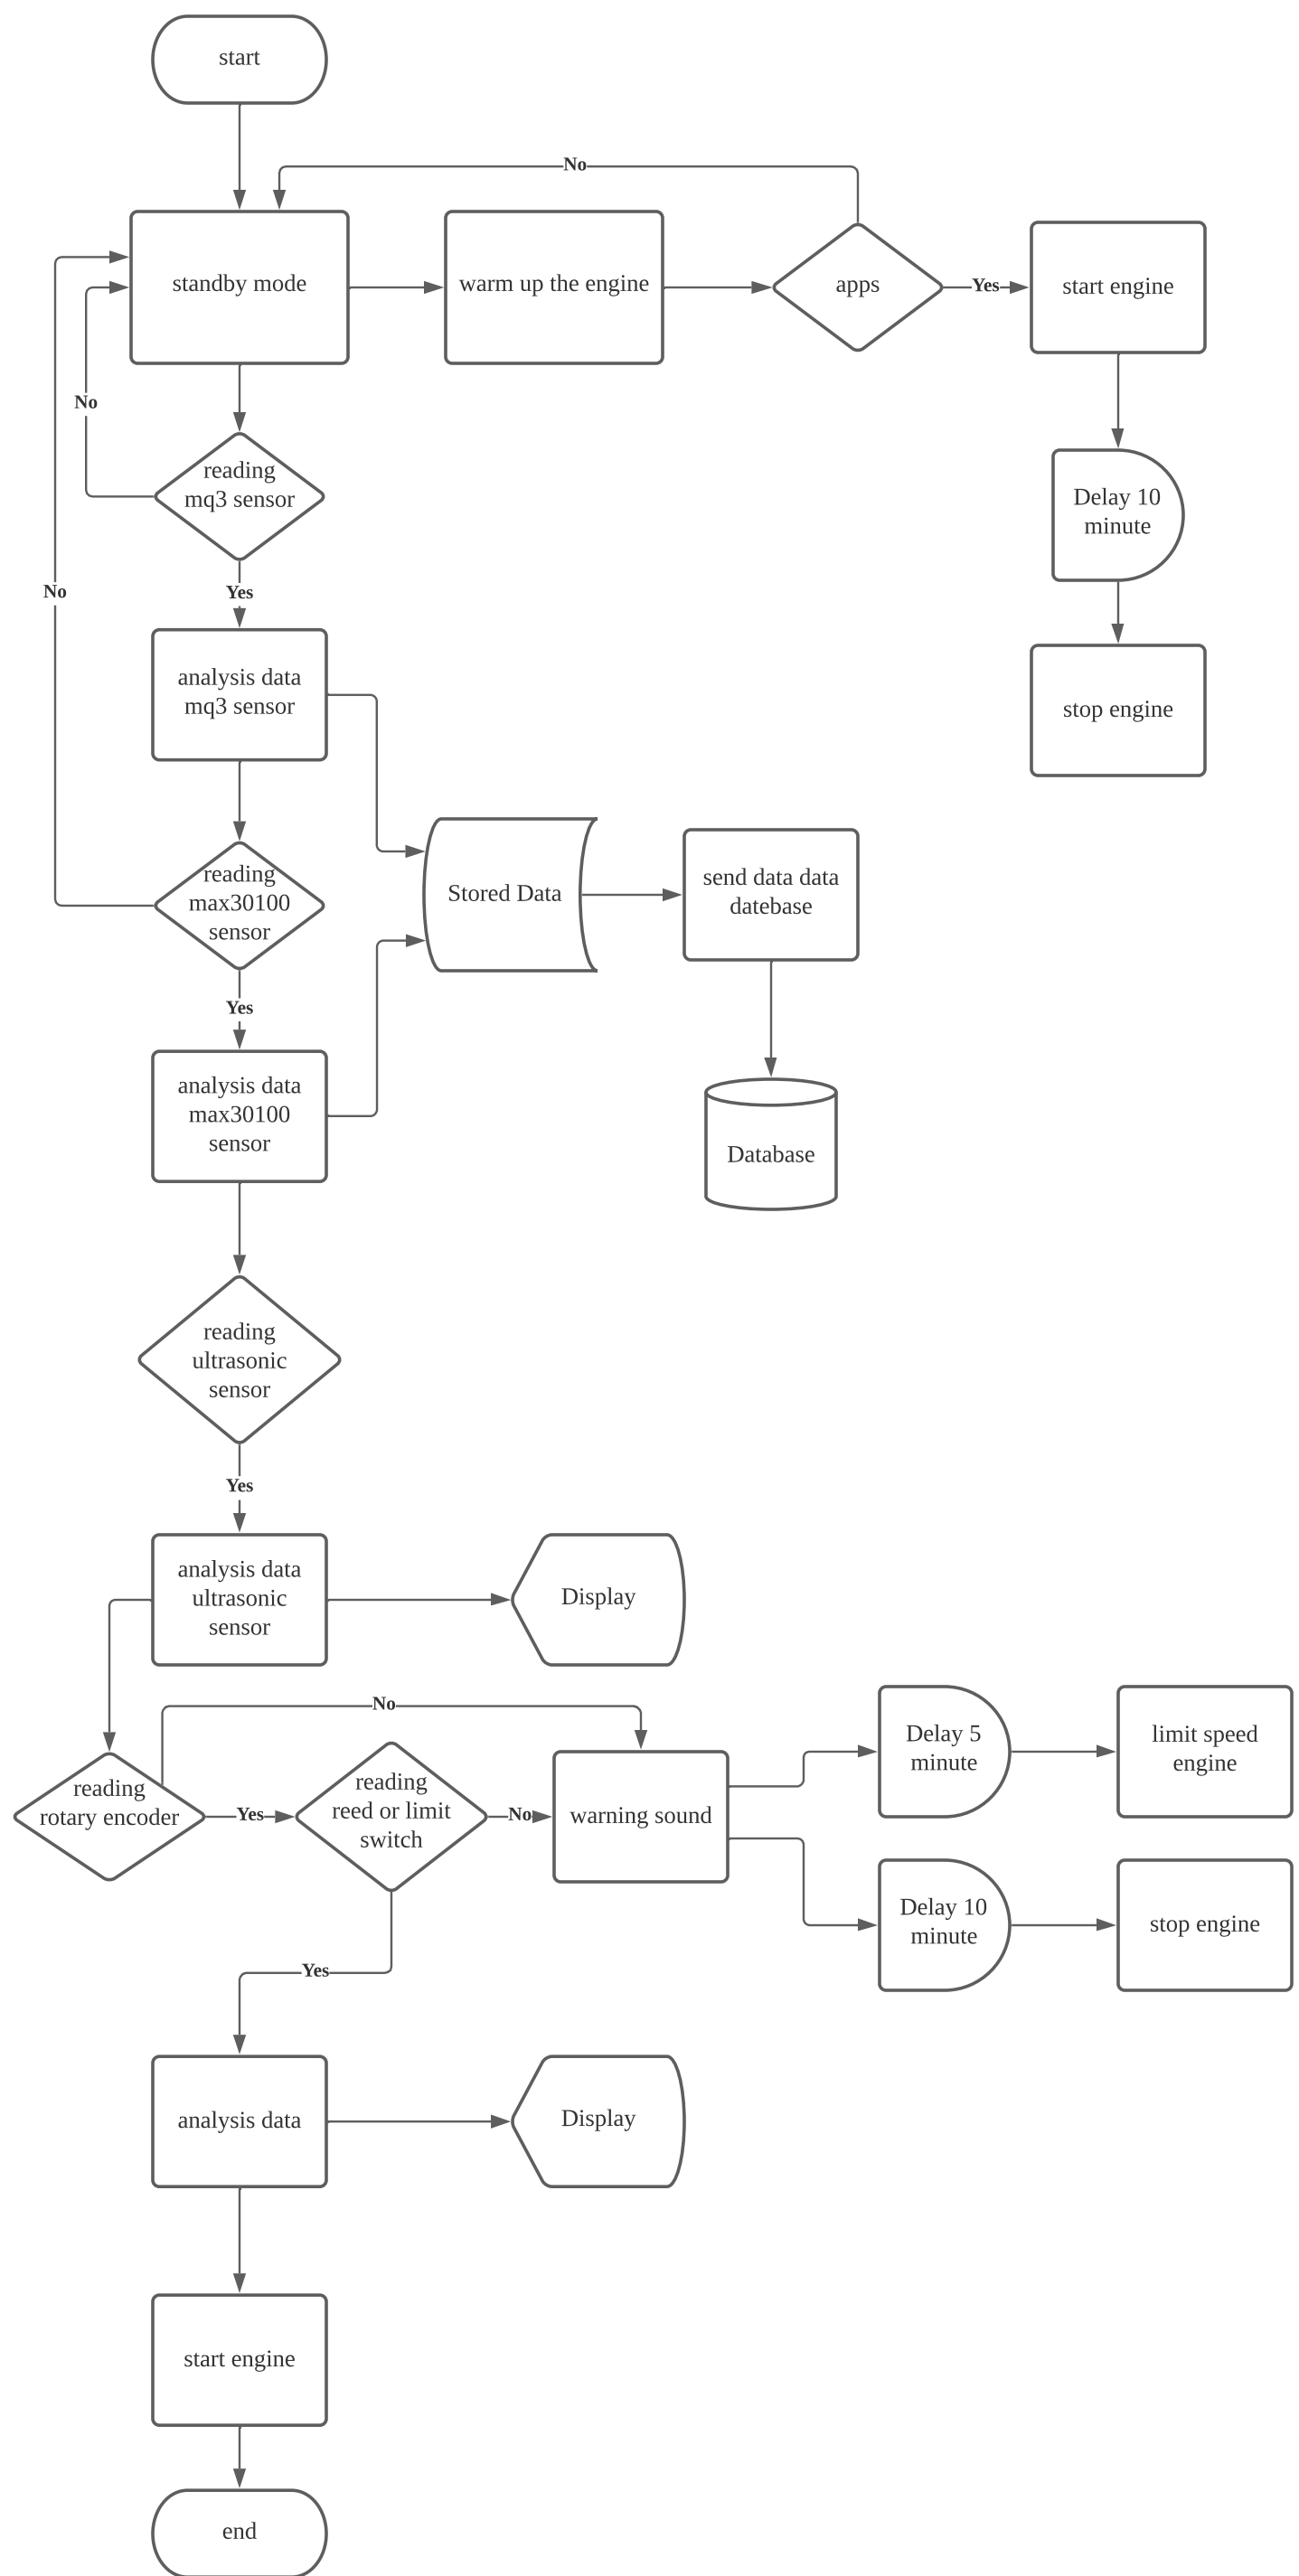 start
No
standby mode
warm up the engine
apps
Yes
start engine
No
reading
mq3 sensor
Delay 10
minute
No
Yes
analysis data
mq3 sensor
stop engine
reading
max30100
sensor
Stored Data
send data data
datebase
Yes
analysis data
max30100
sensor
Database
reading
ultrasonic
sensor
Yes
analysis data
ultrasonic
sensor
Display
No
reading
rotary encoder
Yes
reading
reed or limit
switch
No
warning sound
Delay 5
minute
limit speed
engine
Delay 10
minute
stop engine
Yes
analysis data
Display
start engine
end